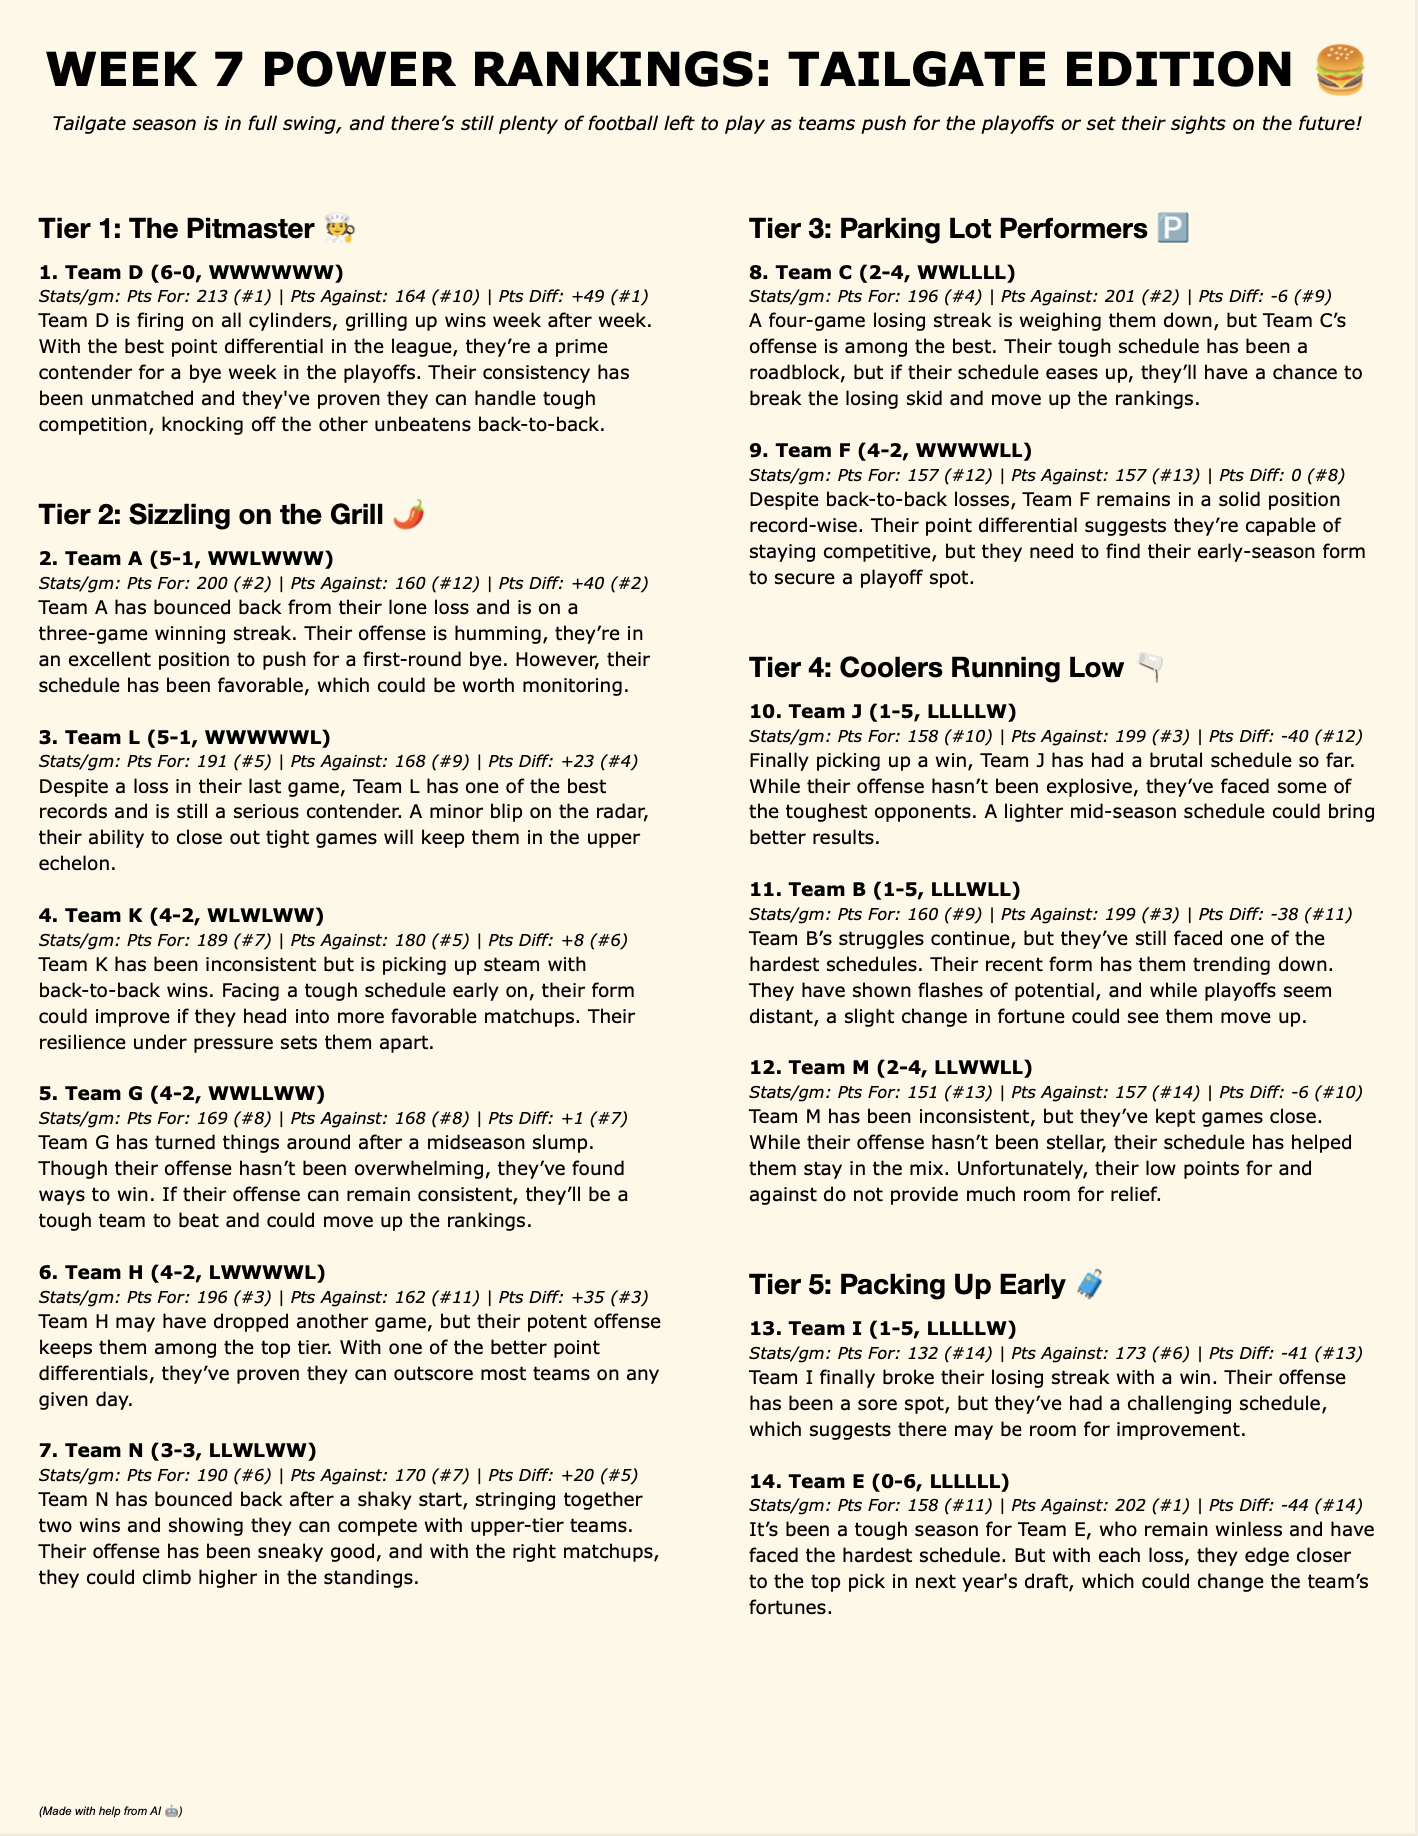 WEEK 7 POWER RANKINGS: TAILGATE EDITION 🍔
Tailgate season is in full swing, and there’s still plenty of football left to play as teams push for the playoffs or set their sights on the future!
Tier 1: The Pitmaster 🧑‍🍳
1. Team D (6-0, WWWWWW)
Stats/gm: Pts For: 213 (#1) | Pts Against: 164 (#10) | Pts Diff: +49 (#1)
Team D is firing on all cylinders, grilling up wins week after week.
With the best point differential in the league, they’re a prime
contender for a bye week in the playoffs. Their consistency has
been unmatched and they've proven they can handle tough
competition, knocking off the other unbeatens back-to-back.
Tier 2: Sizzling on the Grill 🌶️
2. Team A (5-1, WWLWWW)
Stats/gm: Pts For: 200 (#2) | Pts Against: 160 (#12) | Pts Diff: +40 (#2)
Team A has bounced back from their lone loss and is on a
three-game winning streak. Their offense is humming, they’re in
an excellent position to push for a first-round bye. However, their
schedule has been favorable, which could be worth monitoring.
3. Team L (5-1, WWWWWL)
Stats/gm: Pts For: 191 (#5) | Pts Against: 168 (#9) | Pts Diff: +23 (#4)
Despite a loss in their last game, Team L has one of the best
records and is still a serious contender. A minor blip on the radar,
their ability to close out tight games will keep them in the upper
echelon.
4. Team K (4-2, WLWLWW)
Stats/gm: Pts For: 189 (#7) | Pts Against: 180 (#5) | Pts Diff: +8 (#6)
Team K has been inconsistent but is picking up steam with
back-to-back wins. Facing a tough schedule early on, their form
could improve if they head into more favorable matchups. Their
resilience under pressure sets them apart.
5. Team G (4-2, WWLLWW)
Stats/gm: Pts For: 169 (#8) | Pts Against: 168 (#8) | Pts Diff: +1 (#7)
Team G has turned things around after a midseason slump.
Though their offense hasn’t been overwhelming, they’ve found
ways to win. If their offense can remain consistent, they’ll be a
tough team to beat and could move up the rankings.
6. Team H (4-2, LWWWWL)
Stats/gm: Pts For: 196 (#3) | Pts Against: 162 (#11) | Pts Diff: +35 (#3)
Team H may have dropped another game, but their potent offense
keeps them among the top tier. With one of the better point
differentials, they’ve proven they can outscore most teams on any
given day.
7. Team N (3-3, LLWLWW)
Stats/gm: Pts For: 190 (#6) | Pts Against: 170 (#7) | Pts Diff: +20 (#5)
Team N has bounced back after a shaky start, stringing together
two wins and showing they can compete with upper-tier teams.
Their offense has been sneaky good, and with the right matchups,
they could climb higher in the standings.
Tier 3: Parking Lot Performers 🅿️
8. Team C (2-4, WWLLLL)
Stats/gm: Pts For: 196 (#4) | Pts Against: 201 (#2) | Pts Diff: -6 (#9)
A four-game losing streak is weighing them down, but Team C’s
offense is among the best. Their tough schedule has been a
roadblock, but if their schedule eases up, they’ll have a chance to
break the losing skid and move up the rankings.
9. Team F (4-2, WWWWLL)
Stats/gm: Pts For: 157 (#12) | Pts Against: 157 (#13) | Pts Diff: 0 (#8)
Despite back-to-back losses, Team F remains in a solid position
record-wise. Their point differential suggests they’re capable of
staying competitive, but they need to find their early-season form
to secure a playoff spot.
Tier 4: Coolers Running Low 🫗
10. Team J (1-5, LLLLLW)
Stats/gm: Pts For: 158 (#10) | Pts Against: 199 (#3) | Pts Diff: -40 (#12)
Finally picking up a win, Team J has had a brutal schedule so far.
While their offense hasn’t been explosive, they’ve faced some of
the toughest opponents. A lighter mid-season schedule could bring
better results.
11. Team B (1-5, LLLWLL)
Stats/gm: Pts For: 160 (#9) | Pts Against: 199 (#3) | Pts Diff: -38 (#11)
Team B’s struggles continue, but they’ve still faced one of the
hardest schedules. Their recent form has them trending down.
They have shown flashes of potential, and while playoffs seem
distant, a slight change in fortune could see them move up.
12. Team M (2-4, LLWWLL)
Stats/gm: Pts For: 151 (#13) | Pts Against: 157 (#14) | Pts Diff: -6 (#10)
Team M has been inconsistent, but they’ve kept games close.
While their offense hasn’t been stellar, their schedule has helped
them stay in the mix. Unfortunately, their low points for and
against do not provide much room for relief.
Tier 5: Packing Up Early 🧳
13. Team I (1-5, LLLLLW)
Stats/gm: Pts For: 132 (#14) | Pts Against: 173 (#6) | Pts Diff: -41 (#13)
Team I finally broke their losing streak with a win. Their offense
has been a sore spot, but they’ve had a challenging schedule,
which suggests there may be room for improvement.
14. Team E (0-6, LLLLLL)
Stats/gm: Pts For: 158 (#11) | Pts Against: 202 (#1) | Pts Diff: -44 (#14)
It’s been a tough season for Team E, who remain winless and have
faced the hardest schedule. But with each loss, they edge closer
to the top pick in next year's draft, which could change the team’s
fortunes.
(Made with help from AI 🤖)